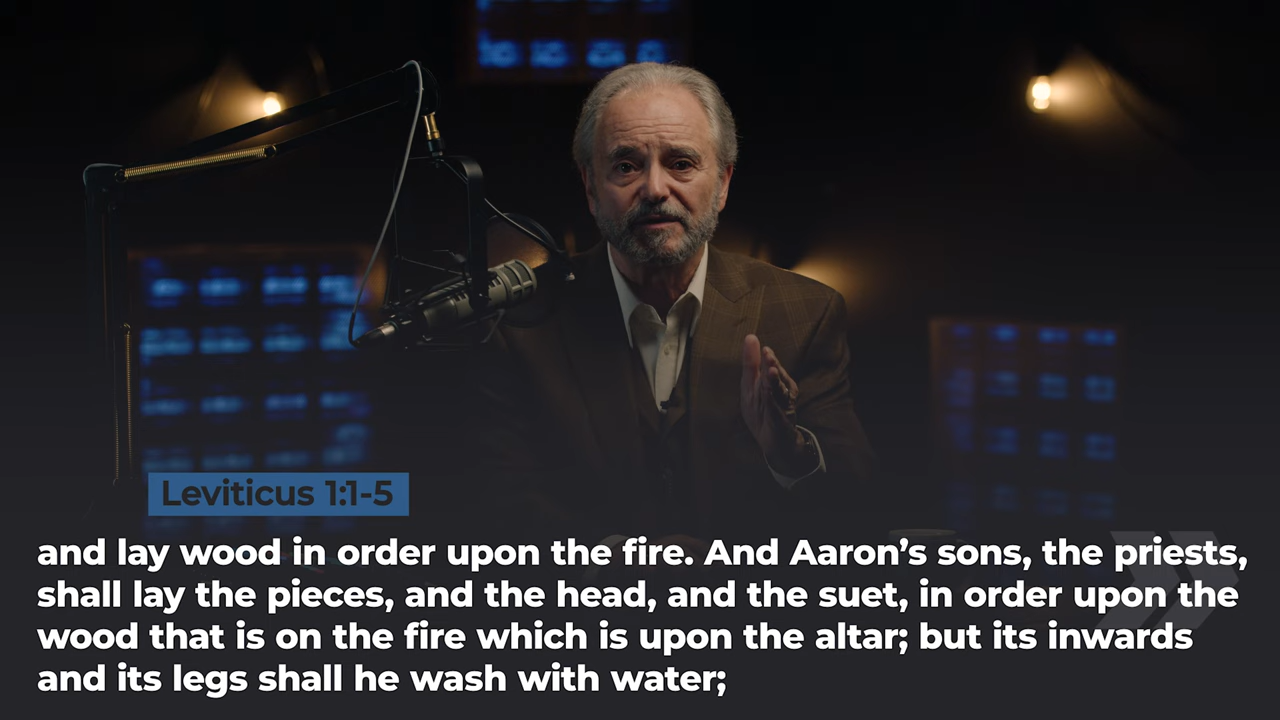 Leviticus 1:1-5
and lay wood in order upon the fire. And Aaron’s sons, the priests,
shall lay the pieces, and the head, and the suet, in order upon the
wood that is on the fire which is upon the altar; but its inwards
and its legs shall he wash with water;